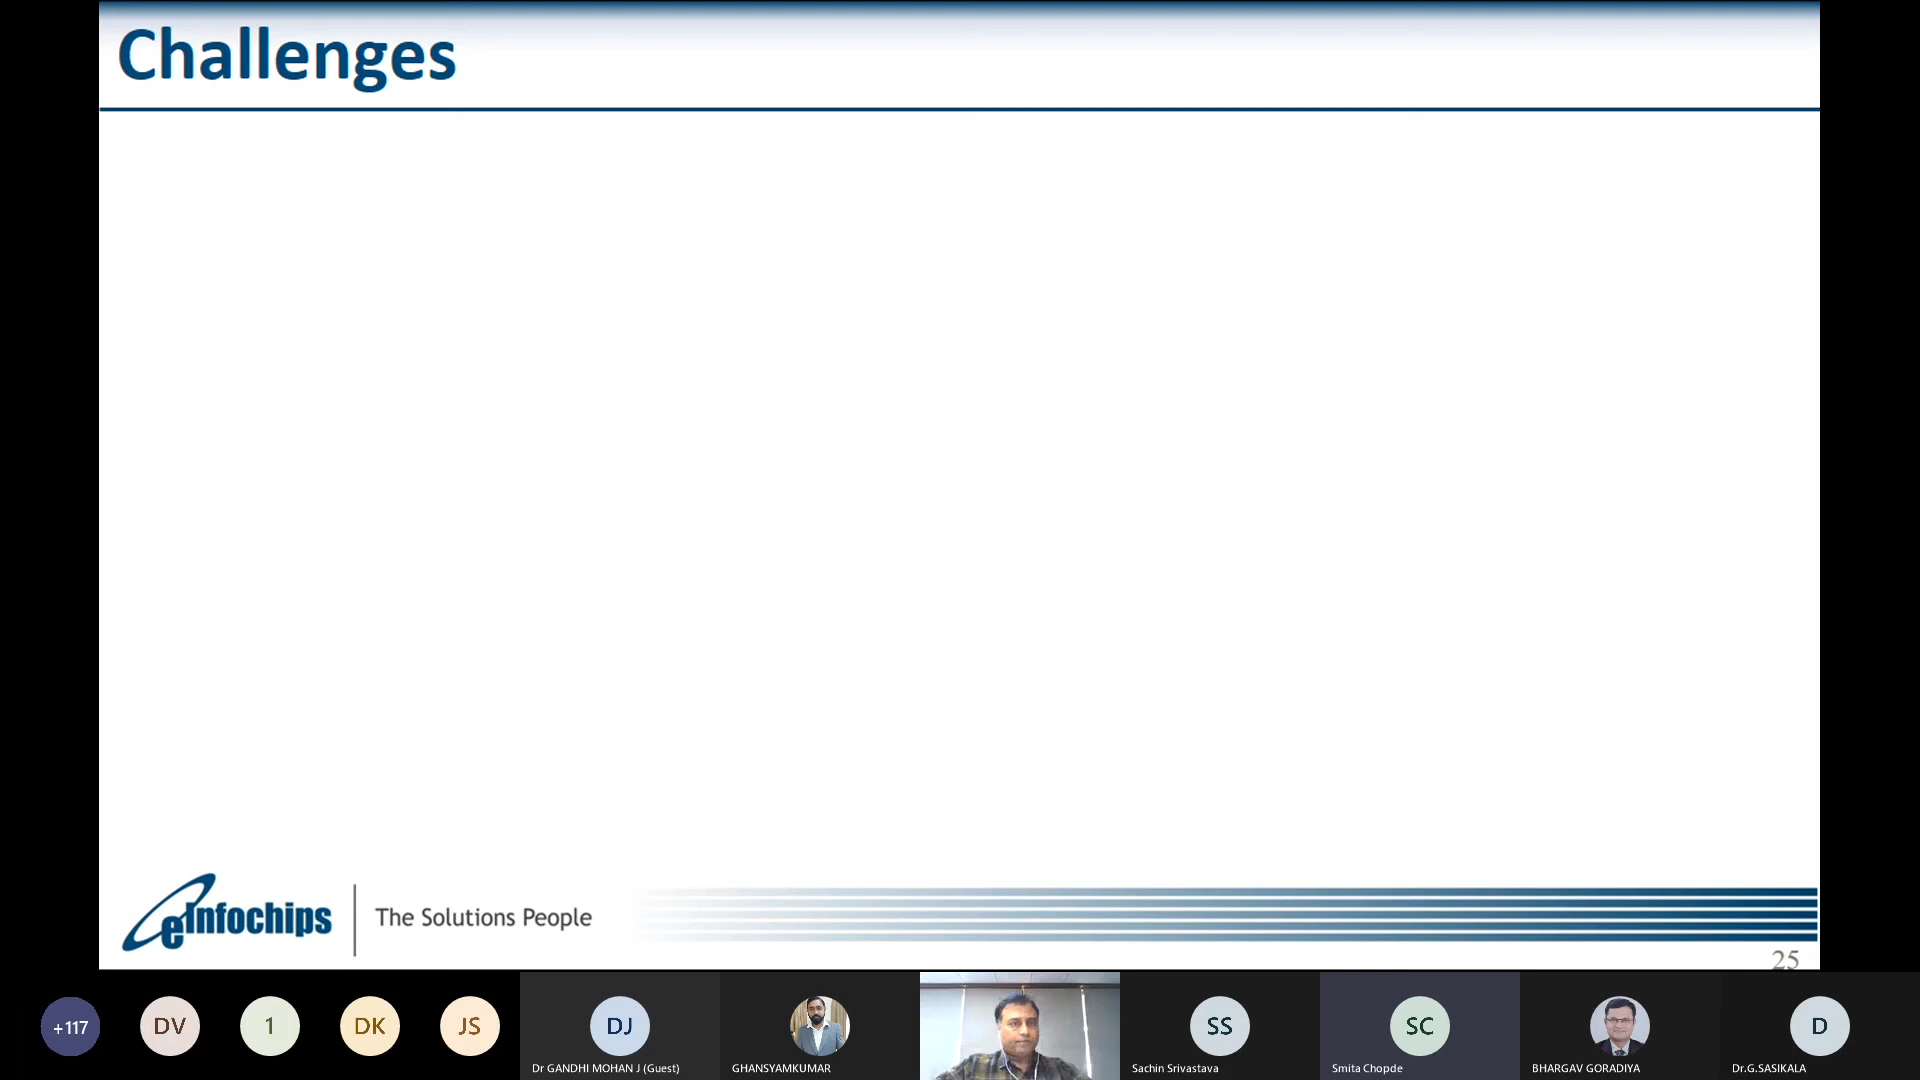 Challenges
eInfochips
The Solutions People
25
+117
DV
1
DK
JS
DJ
SS
SC
D
Dr GANDHI MOHAN J (Guest)
GHANSYAMKUMAR
Sachin Srivastava
Smita Chopde
BHARGAV GORADIYA
Dr.G.SASIKALA